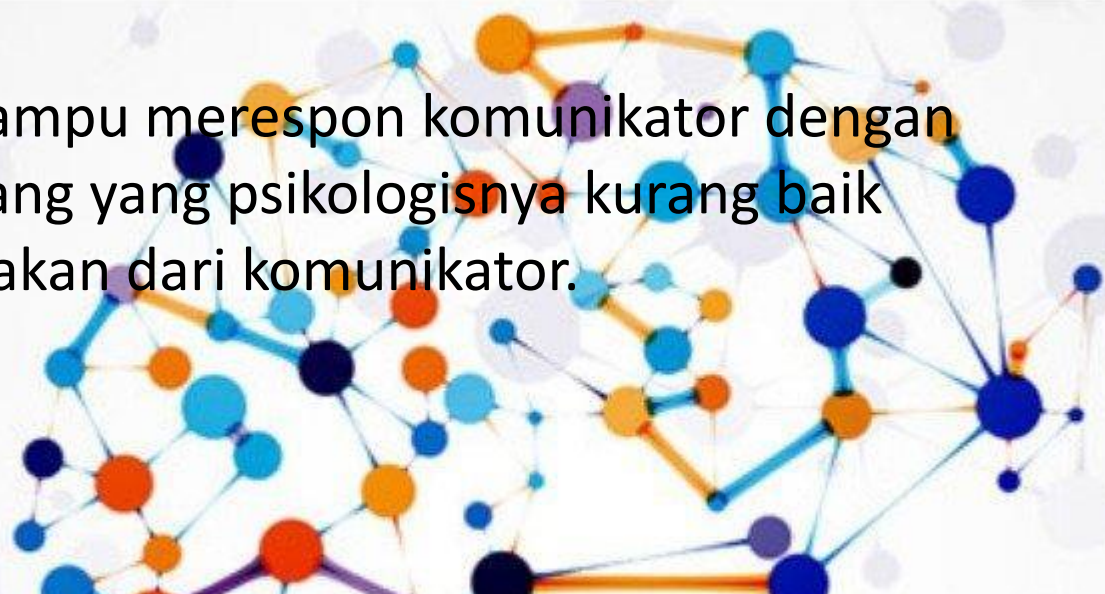 ampu merespon komunikator dengan
ang yang psikologisnya kurang baik
akan dari komunikator.